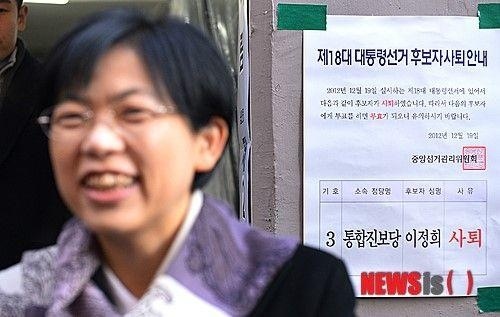 제18대 대통령선거 후보자사퇴안내
2012년 12월 19일 실시하는 제18대 대통령선거에 있어서
다음과 같이 후보자가 사퇴하였습니다. 따라서 다음의 후보자
에게 투표를 하면 무효가 되오니 유의하시기 바랍니다.
2012년 12월 19일
중앙선거관리위원회
기 호 소속 정당명 후보자 성명 사 유
3 통합진보당 이정희 사퇴
NEWSis( )